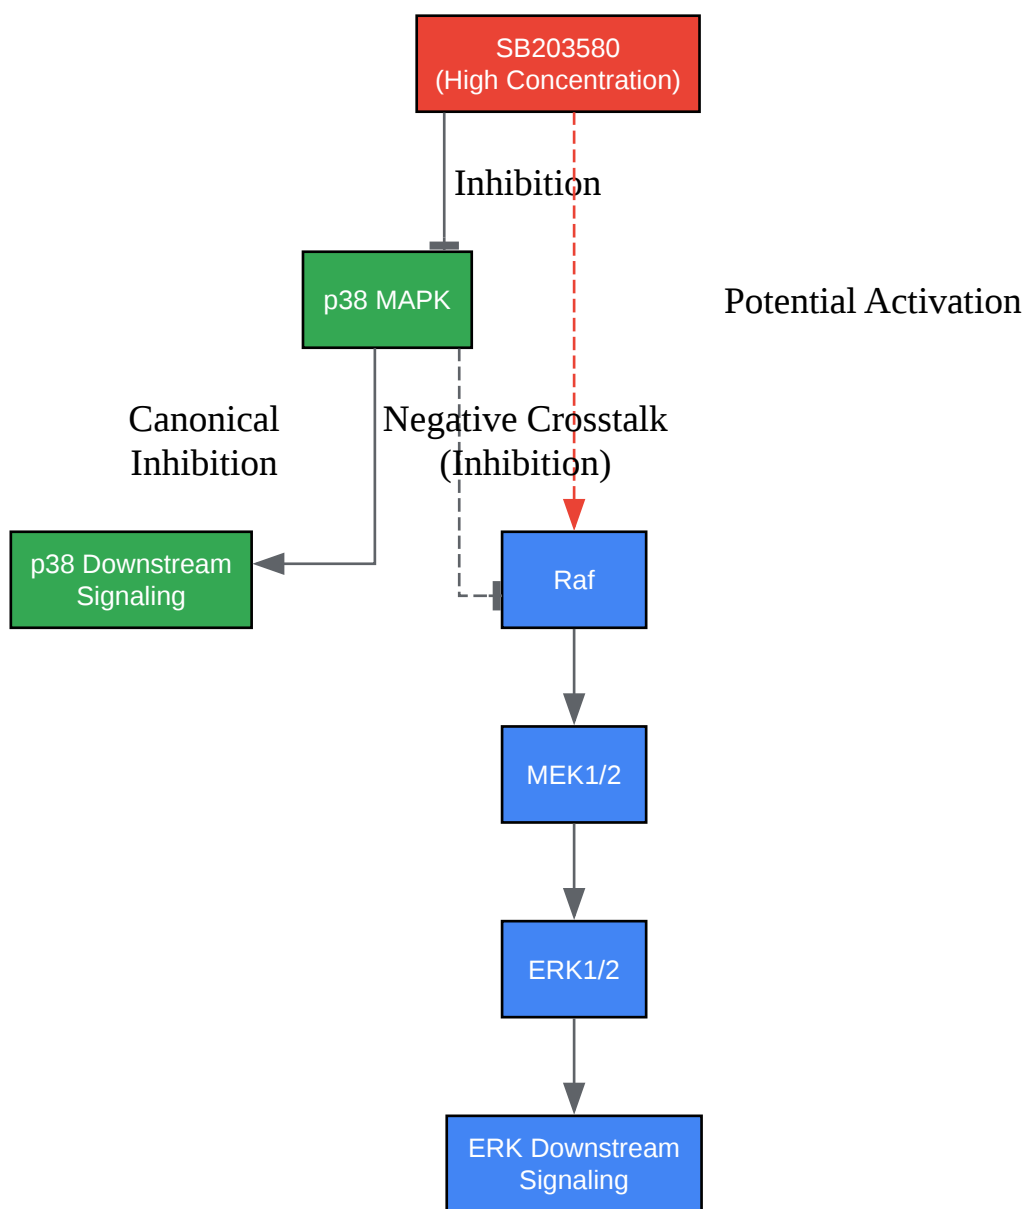 SB203580
(High Concentration)
Inhibition
p38 MAPK
Potential Activation
Canonical
Inhibition
Negative Crosstalk
(Inhibition)
p38 Downstream
Signaling
Raf
MEK1/2
ERK1/2
ERK Downstream
Signaling